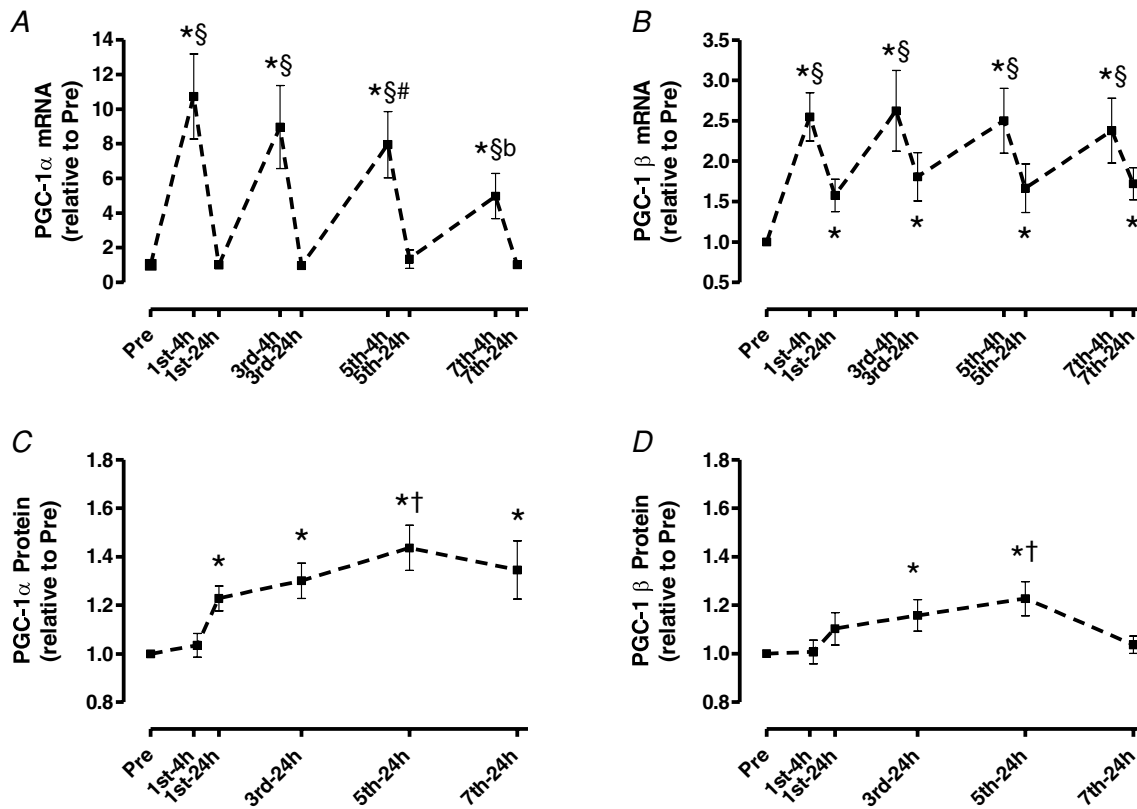 A
PGC-1α mRNA
(relative to Pre)
14
12
10
8
6
4
2
0
*§
*§
*§#
*§b
Pre
1st-4h
1st-24h
3rd-4h
3rd-24h
5th-4h
5th-24h
7th-4h
7th-24h
B
PGC-1 β mRNA
(relative to Pre)
3.5
3.0
2.5
2.0
1.5
1.0
0.5
*§
*§
*§
*§
*
*
*
*
Pre
1st-4h
1st-24h
3rd-4h
3rd-24h
5th-4h
5th-24h
7th-4h
7th-24h
C
PGC-1α Protein
(relative to Pre)
1.8
1.6
1.4
1.2
1.0
0.8
*
*
*†
*
Pre
1st-4h
1st-24h
3rd-24h
5th-24h
7th-24h
D
PGC-1 β Protein
(relative to Pre)
1.8
1.6
1.4
1.2
1.0
0.8
*
*†
Pre
1st-4h
1st-24h
3rd-24h
5th-24h
7th-24h